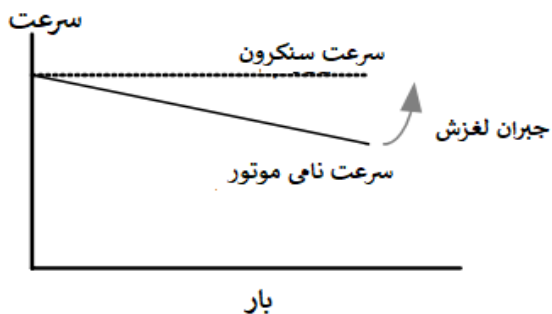 سرعت
سرعت سنکرون
جبران لغزش
سرعت نامی موتور
بار